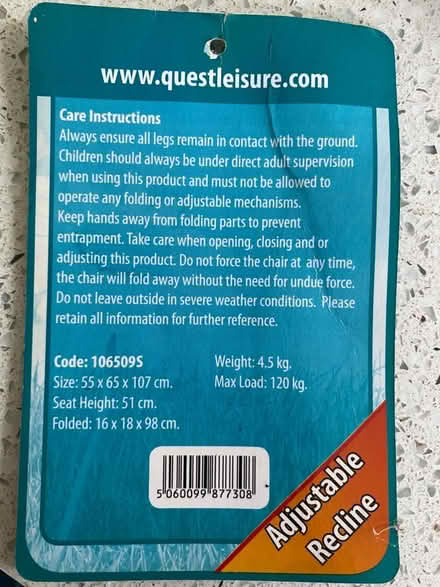 www.questleisure.com
Care Instructions
Always ensure all legs remain in contact with the ground.
Children should always be under direct adult supervision
when using this product and must not be allowed to
operate any folding or adjustable mechanisms.
Keep hands away from folding parts to prevent
entrapment. Take care when opening, closing and or
adjusting this product. Do not force the chair at any time,
the chair will fold away without the need for undue force.
Do not leave outside in severe weather conditions. Please
retain all information for further reference.
Code: 106509S
Size: 55 x 65 x 107 cm.
Seat Height: 51 cm.
Folded: 16 x 18 x 98 cm.
Weight: 4.5 kg.
Max Load: 120 kg.
5 060099 877308
Adjustable
Recline